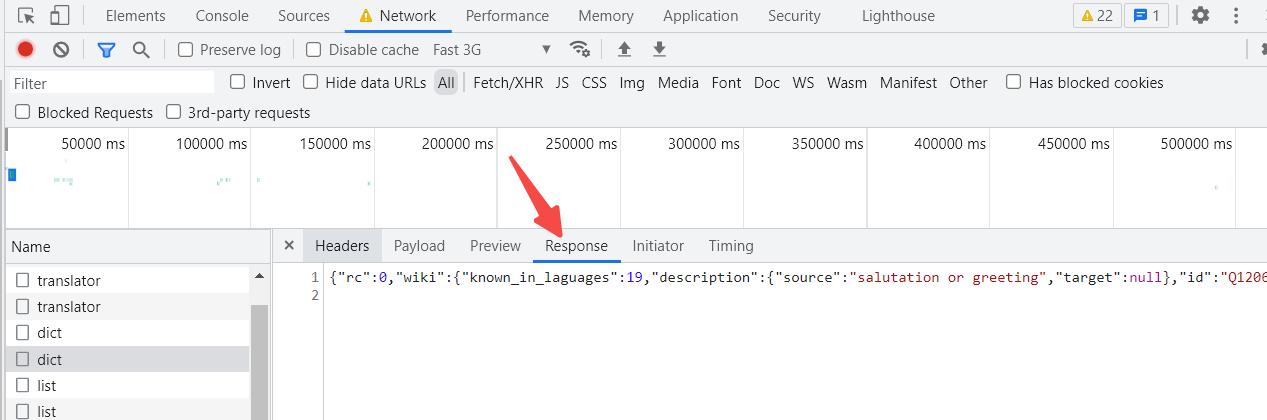 Elements Console Sources Network Performance Memory Application Security Lighthouse 22 1
Preserve log Disable cache Fast 3G
Filter Invert Hide data URLs All Fetch/XHR JS CSS Img Media Font Doc WS Wasm Manifest Other Has blocked cookies
Blocked Requests 3rd-party requests
50000 ms 100000 ms 150000 ms 200000 ms 250000 ms 300000 ms 350000 ms 400000 ms 450000 ms 500000 ms
Name × Headers Payload Preview Response Initiator Timing
translator 1 {"rc":0,"wiki":{"known_in_laguages":19,"description":{"source":"salutation or greeting","target":null},"id":"Q1206
2
translator
dict
dict
list
list